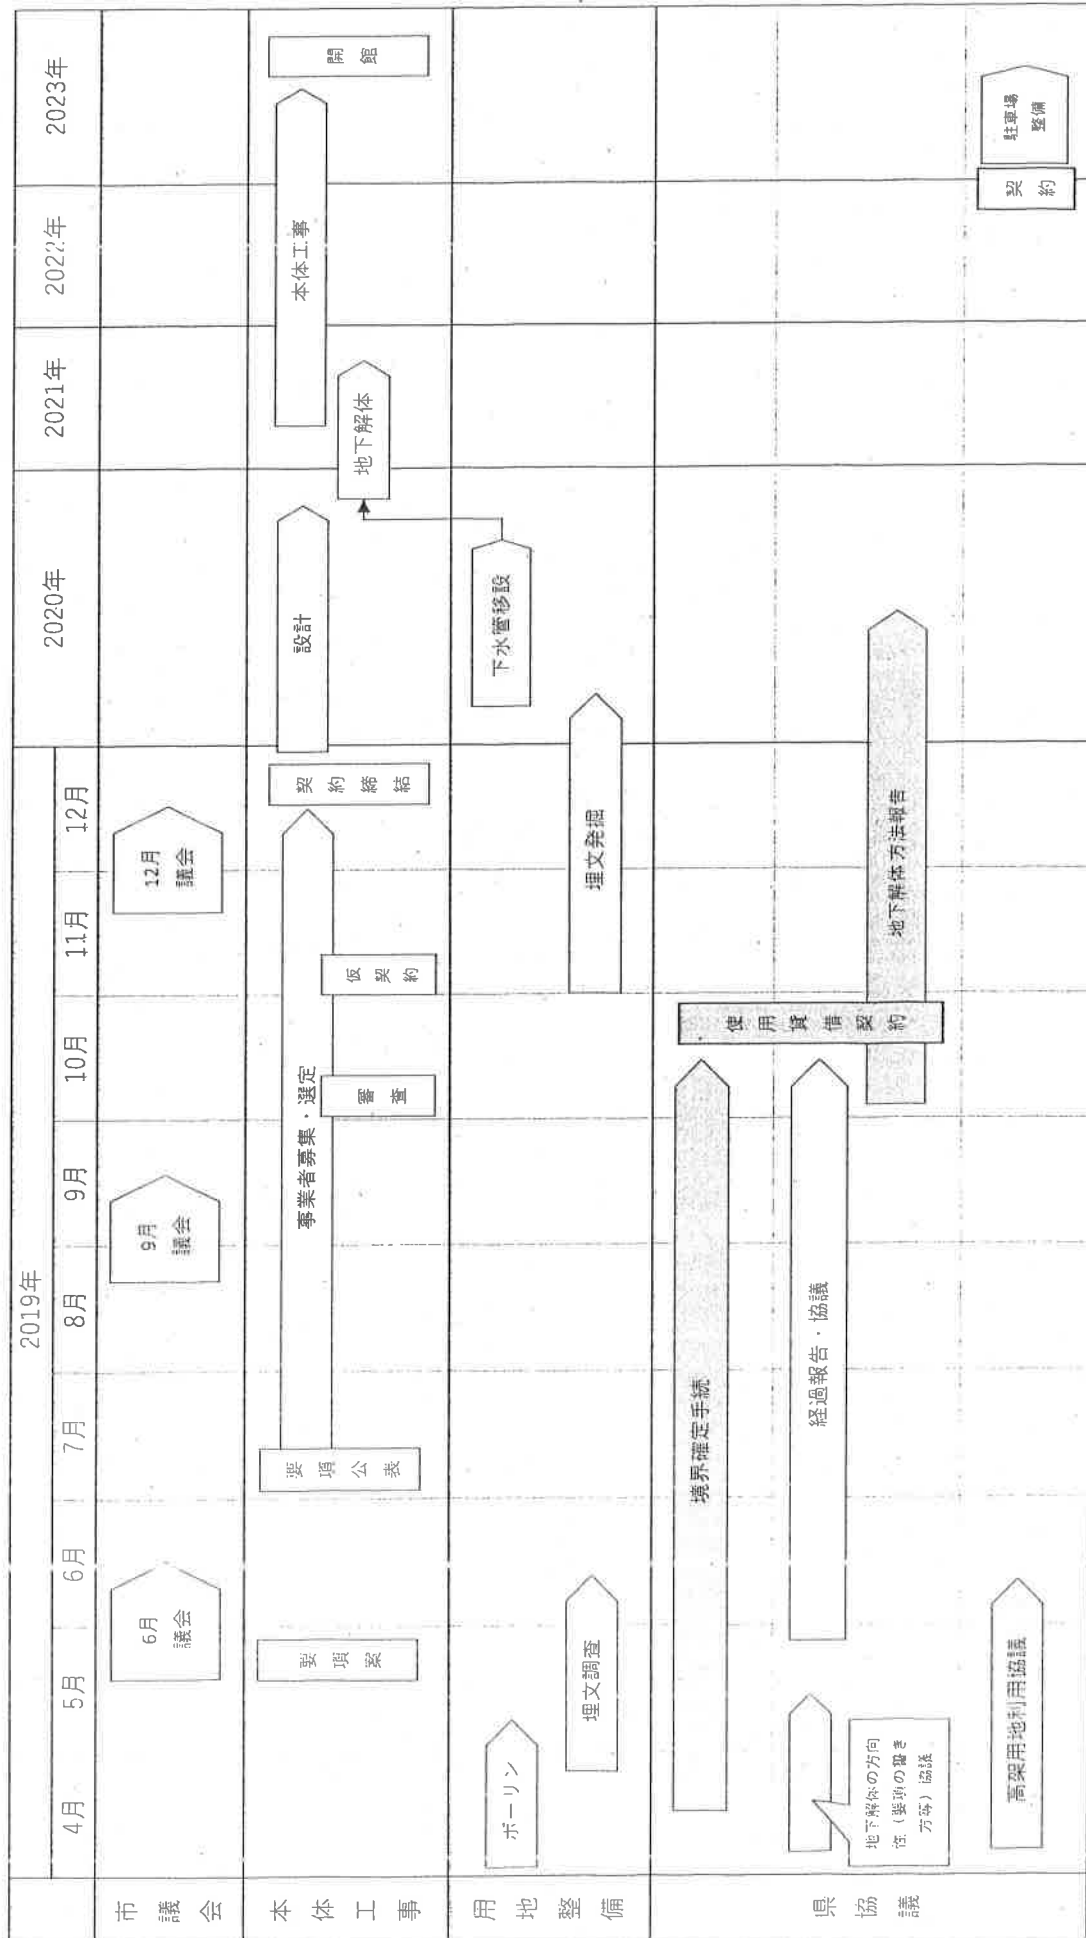 2019年
2020年
2021年
2022年
2023年
4月
5月
6月
7月
8月
9月
10月
11月
12月
市議会
6月
議会
9月
議会
12月
議会
本体工事
要項案
要項公表
事業者募集・選定
審査
仮契約
契約締結
設計
地下解体
本体工事
開館
用地整備
ボーリン
埋文調査
埋文発掘
下水管移設
県協議
境界確定手続
地下解体の方向
性（要項の書き
方等）協議
経過報告・協議
使用貸借契約
地下解体方法報告
高架用地利用協議
契約
駐車場
整備